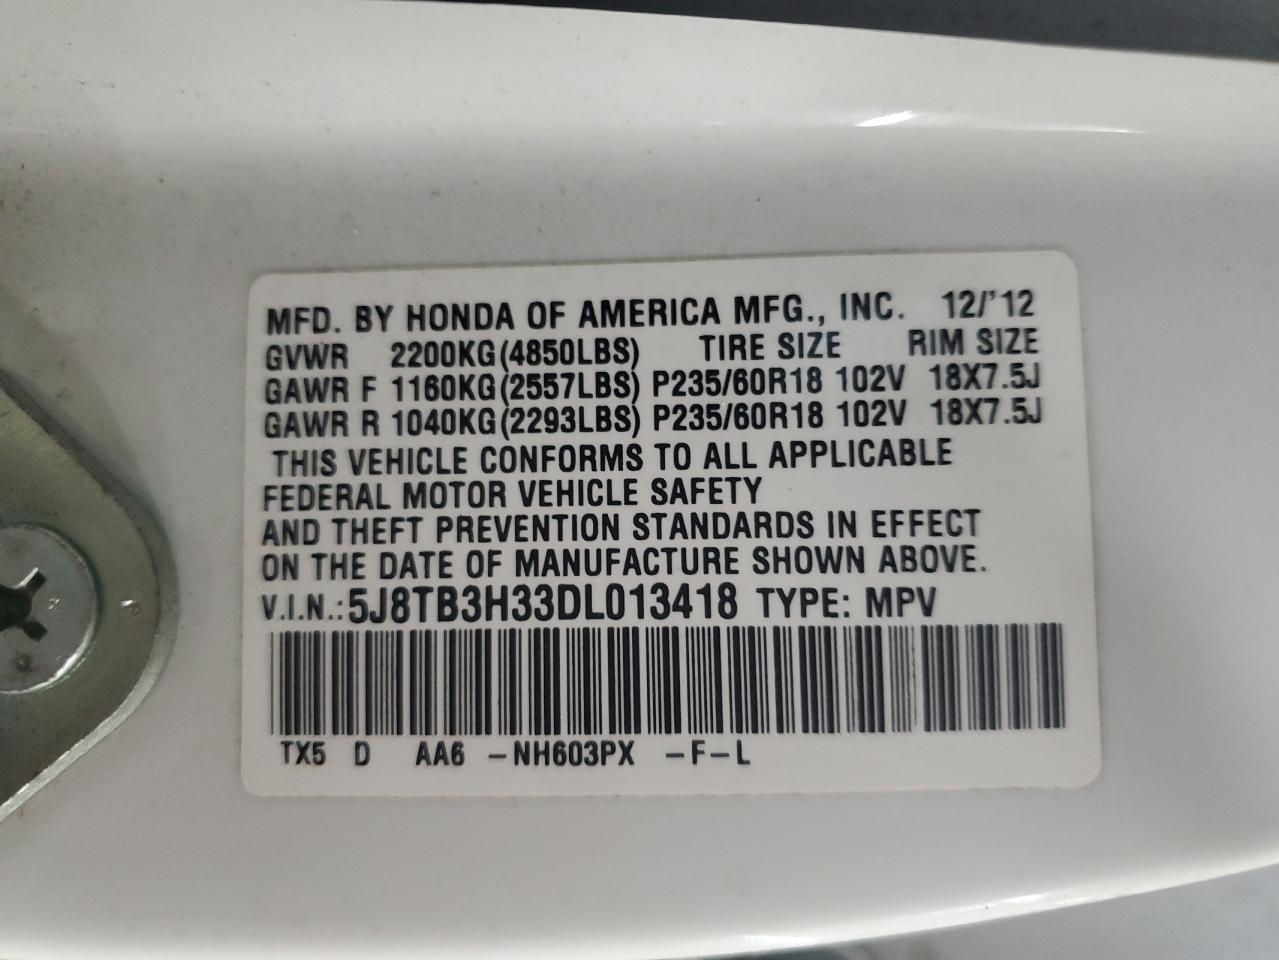 MFD. BY HONDA OF AMERICA MFG., INC. 12/'12
GVWR 2200KG(4850LBS) TIRE SIZE RIM SIZE
GAWR F 1160KG(2557LBS) P235/60R18 102V 18X7.5J
GAWR R 1040KG(2293LBS) P235/60R18 102V 18X7.5J
THIS VEHICLE CONFORMS TO ALL APPLICABLE
FEDERAL MOTOR VEHICLE SAFETY
AND THEFT PREVENTION STANDARDS IN EFFECT
ON THE DATE OF MANUFACTURE SHOWN ABOVE.
V.I.N.: 5J8TB3H33DL013418 TYPE: MPV
TX5 D AA6 -NH603PX -F-L